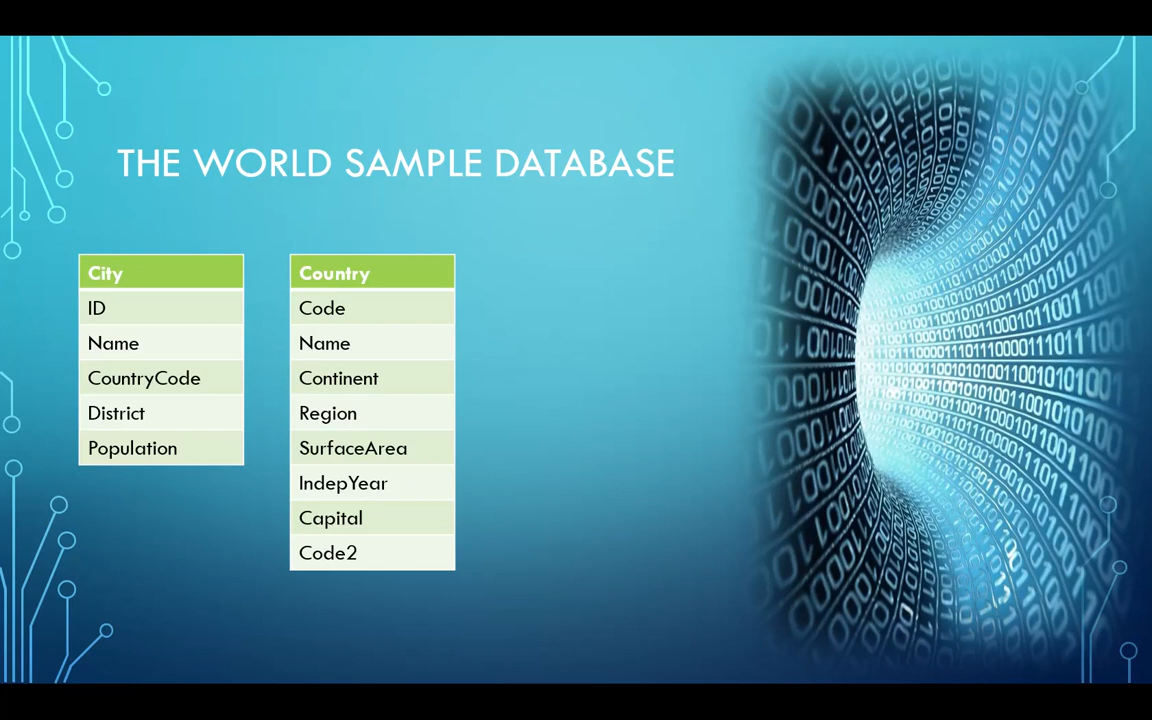 THE WORLD SAMPLE DATABASE
City
ID
Name
CountryCode
District
Population
Country
Code
Name
Continent
Region
SurfaceArea
IndepYear
Capital
Code2